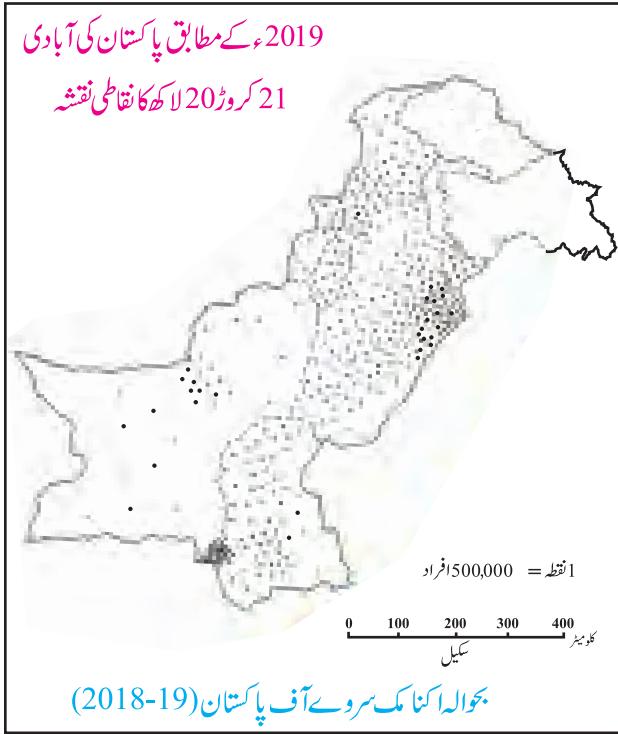 2019ء کے مطابق پاکستان کی آبادی
21 کروڑ 20 لاکھ کا نقاطی نقشہ
1 نقطہ = 500,000 افراد
0 100 200 300 400
کلومیٹر
سکیل
بحوالہ اکنامک سروے آف پاکستان (2018-19)